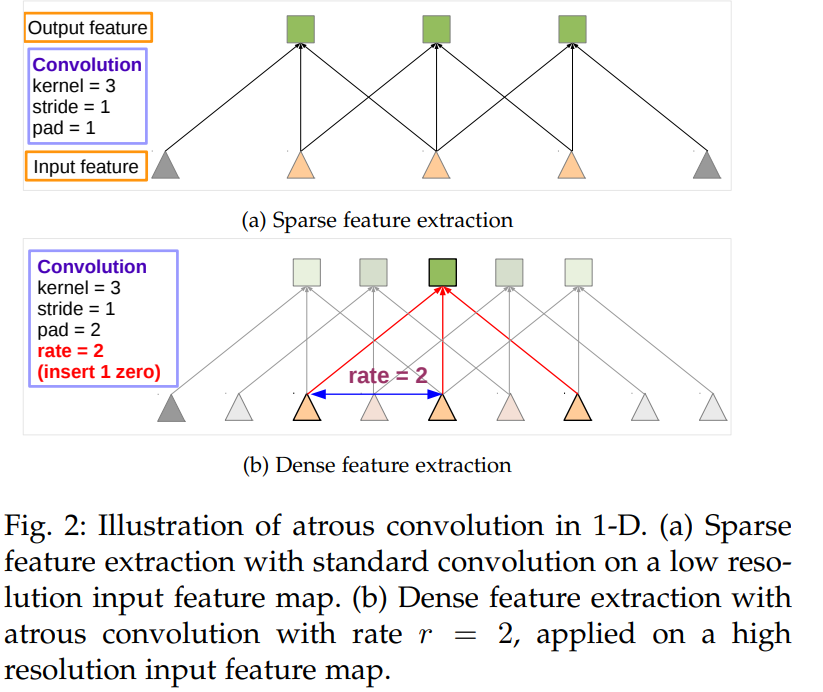 Output feature
Convolution
kernel = 3
stride = 1
pad = 1
Input feature
(a) Sparse feature extraction
Convolution
kernel = 3
stride = 1
pad = 2
rate = 2
(insert 1 zero)
rate = 2
(b) Dense feature extraction
Fig. 2: Illustration of atrous convolution in 1-D. (a) Sparse
feature extraction with standard convolution on a low reso-
lution input feature map. (b) Dense feature extraction with
atrous convolution with rate r = 2, applied on a high
resolution input feature map.